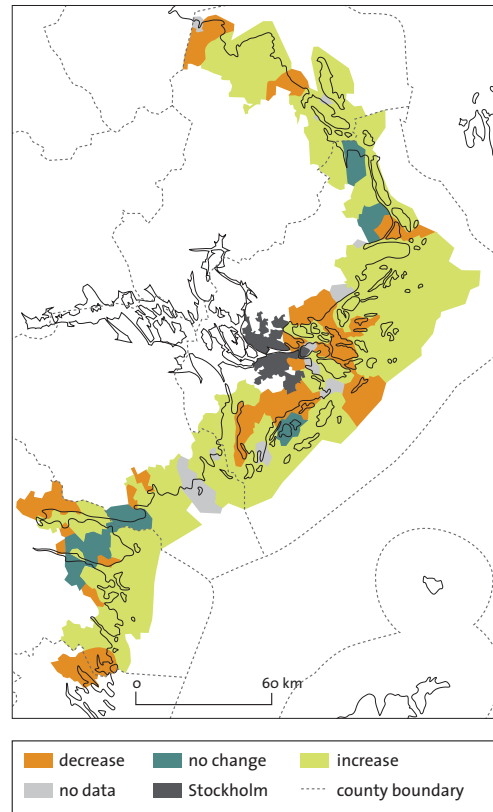 0 60 km
decrease no change increase
no data Stockholm county boundary